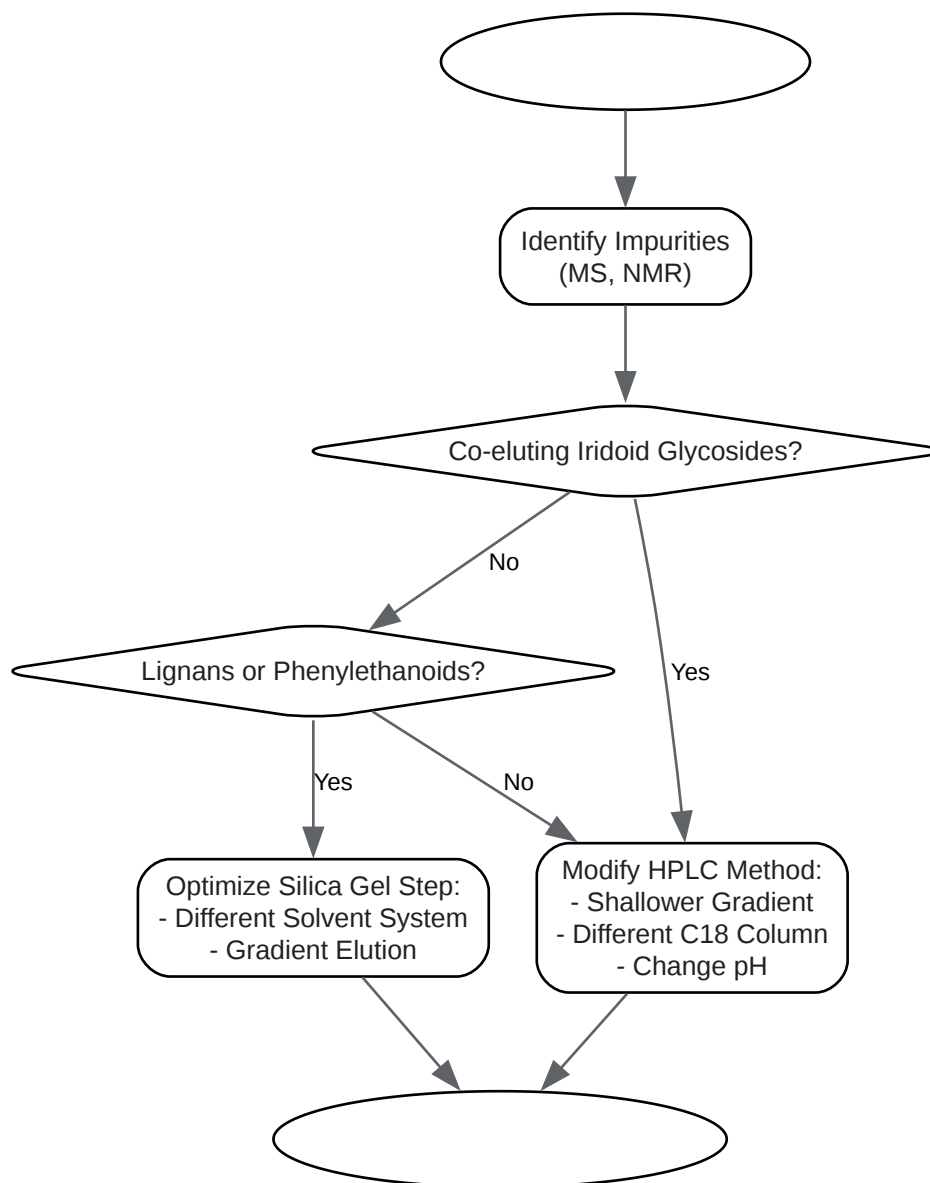 Identify Impurities
(MS, NMR)
Co-eluting Iridoid Glycosides?
No
Lignans or Phenylethanoids?
Yes
Yes
No
Optimize Silica Gel Step:
- Different Solvent System
- Gradient Elution
Modify HPLC Method:
- Shallower Gradient
- Different C18 Column
- Change pH